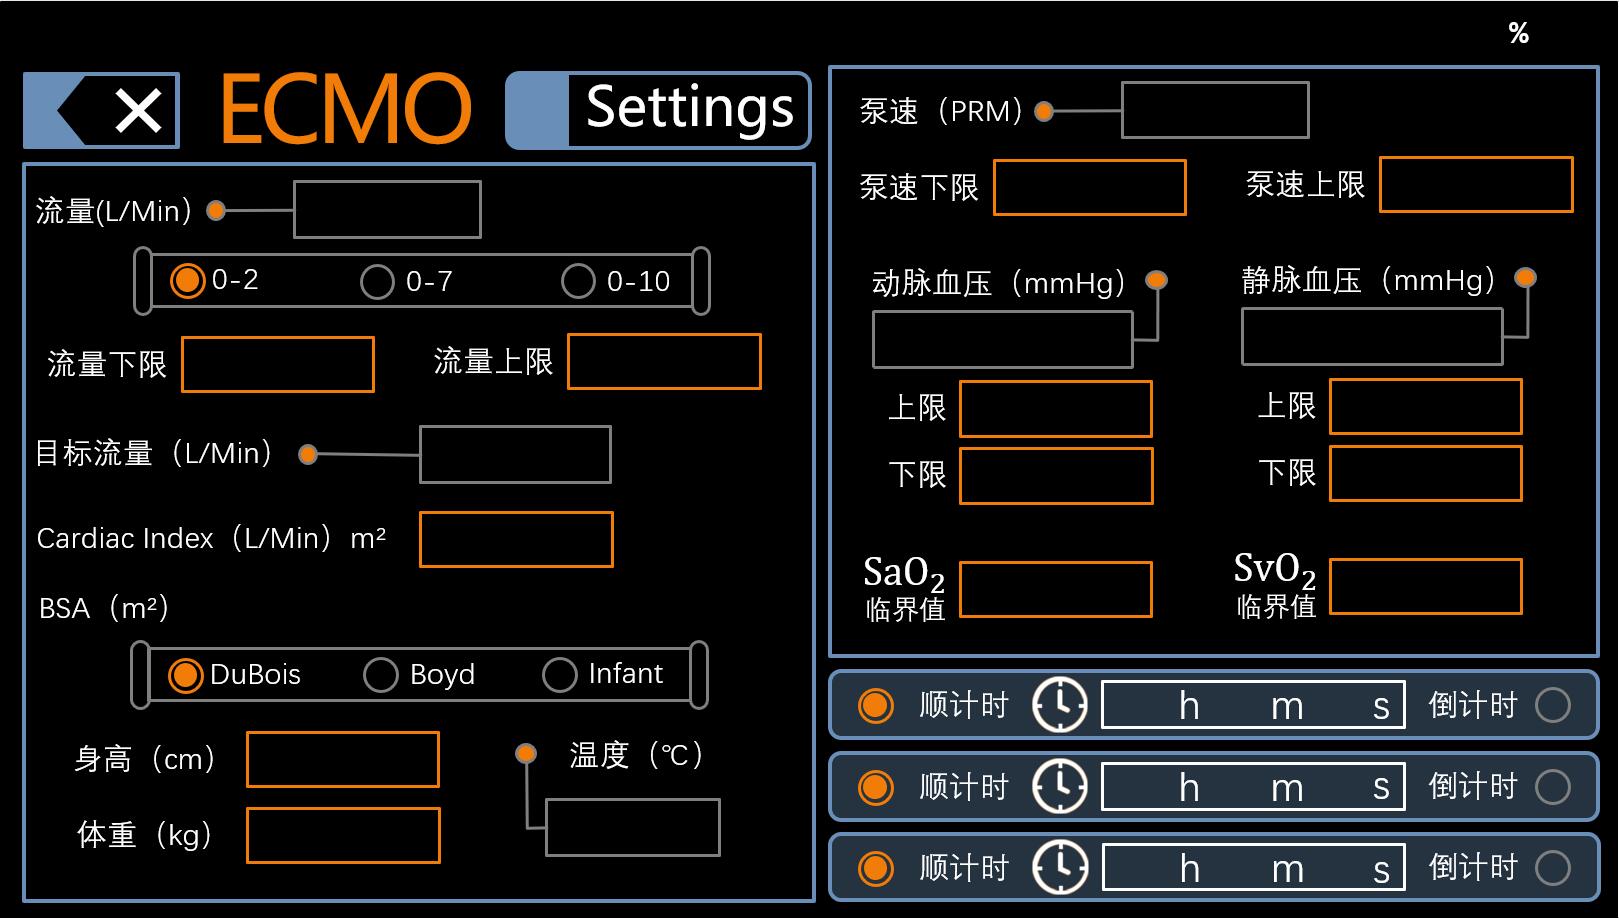 %
ECMO
Settings
流量(L/Min）
0-2 0-7 0-10
流量下限 流量上限
目标流量（L/Min）
Cardiac Index（L/Min）m²
BSA（m²）
DuBois Boyd Infant
身高（cm） 温度（℃）
体重（kg）
泵速（PRM）
泵速下限 泵速上限
动脉血压（mmHg） 静脉血压（mmHg）
上限 上限
下限 下限
SaO₂ SvO₂
临界值 临界值
顺计时 h m s 倒计时
顺计时 h m s 倒计时
顺计时 h m s 倒计时